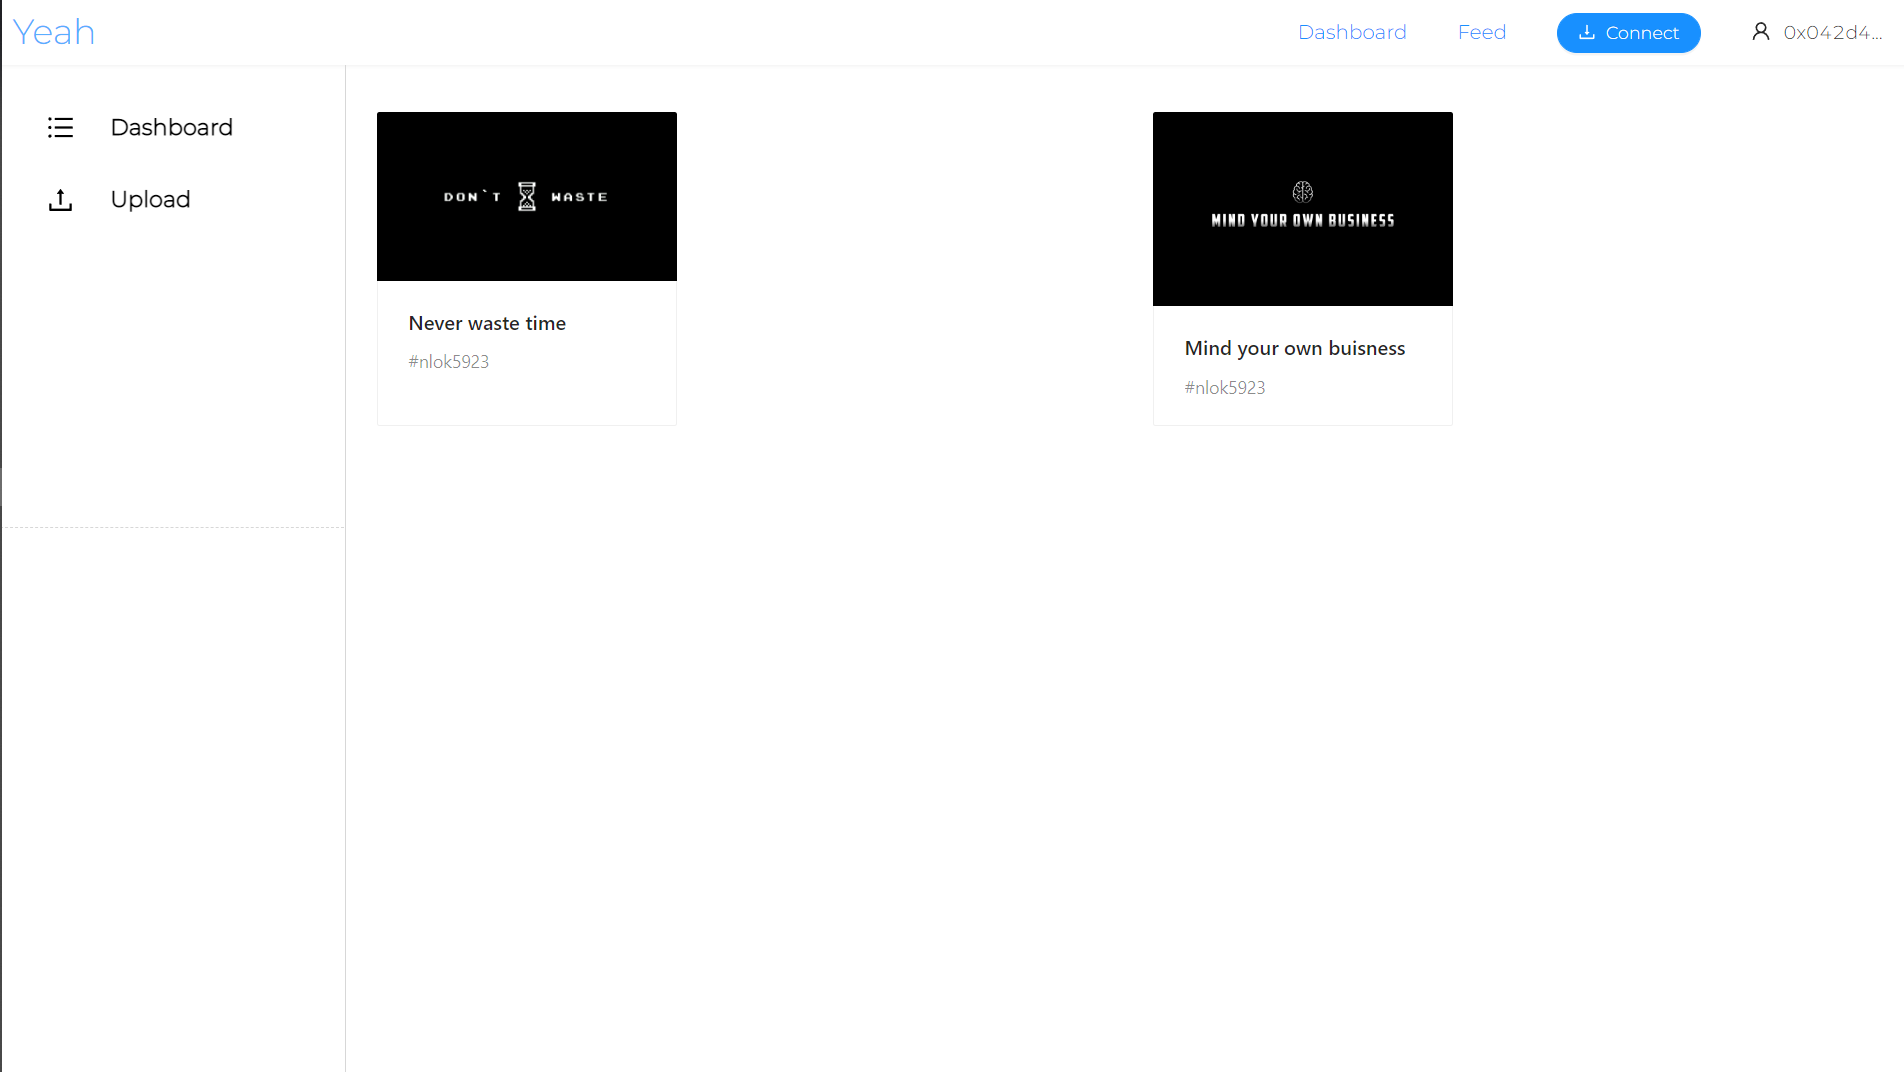 Yeah
Dashboard
Feed
Connect
0x042d4...
Dashboard
Upload
DON`T WASTE
Never waste time
#nlok5923
MIND YOUR OWN BUSINESS
Mind your own buisness
#nlok5923